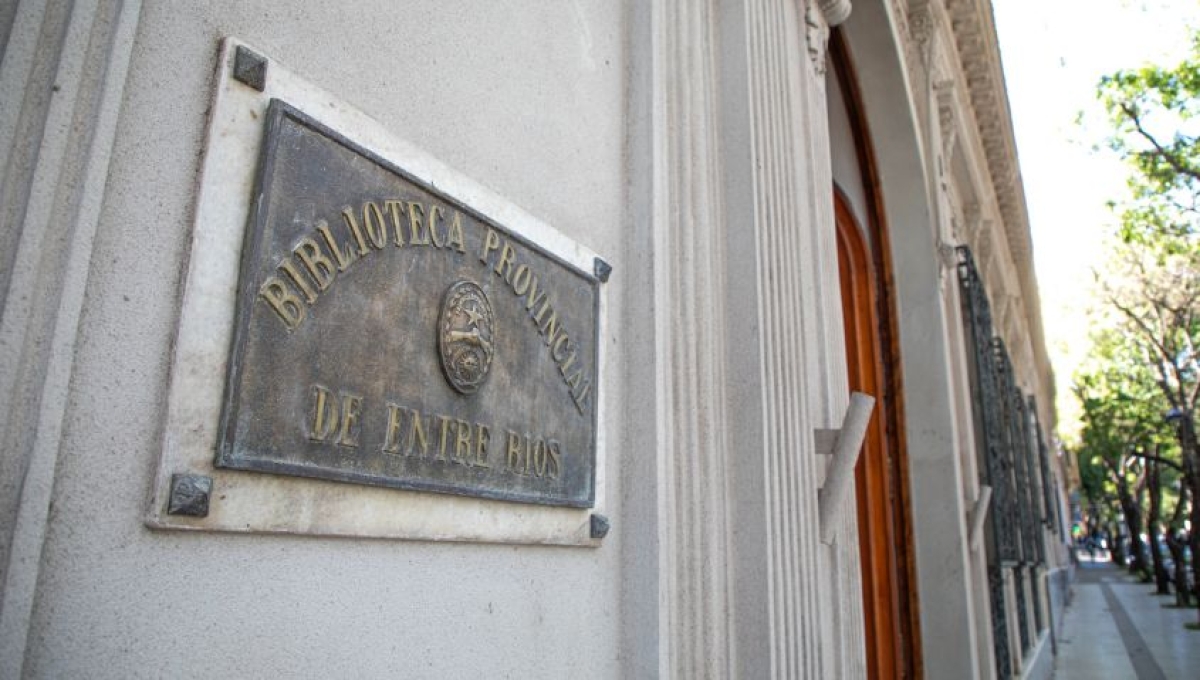 BIBLIOTECA PROVINCIAL
DE ENTRE RIOS